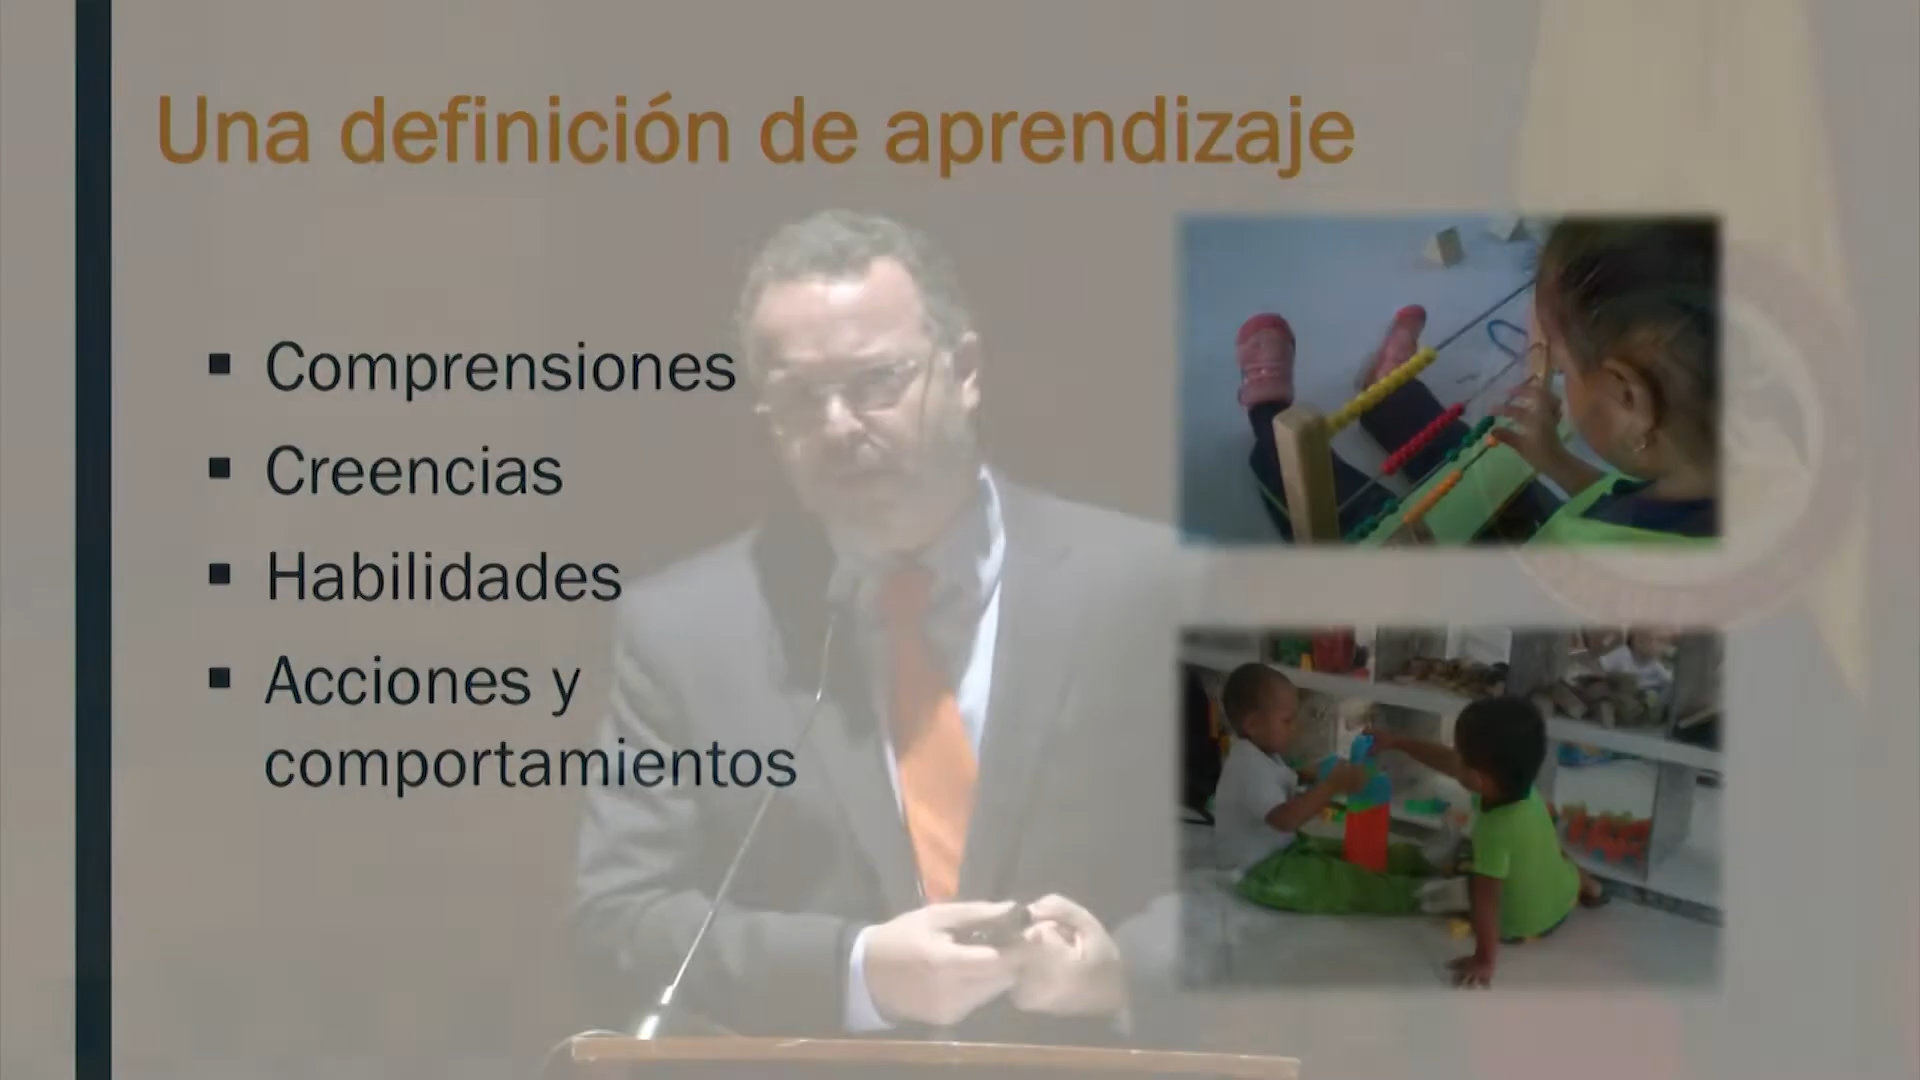 Una definición de aprendizaje
▪ Comprensiones
▪ Creencias
▪ Habilidades
▪ Acciones y
comportamientos